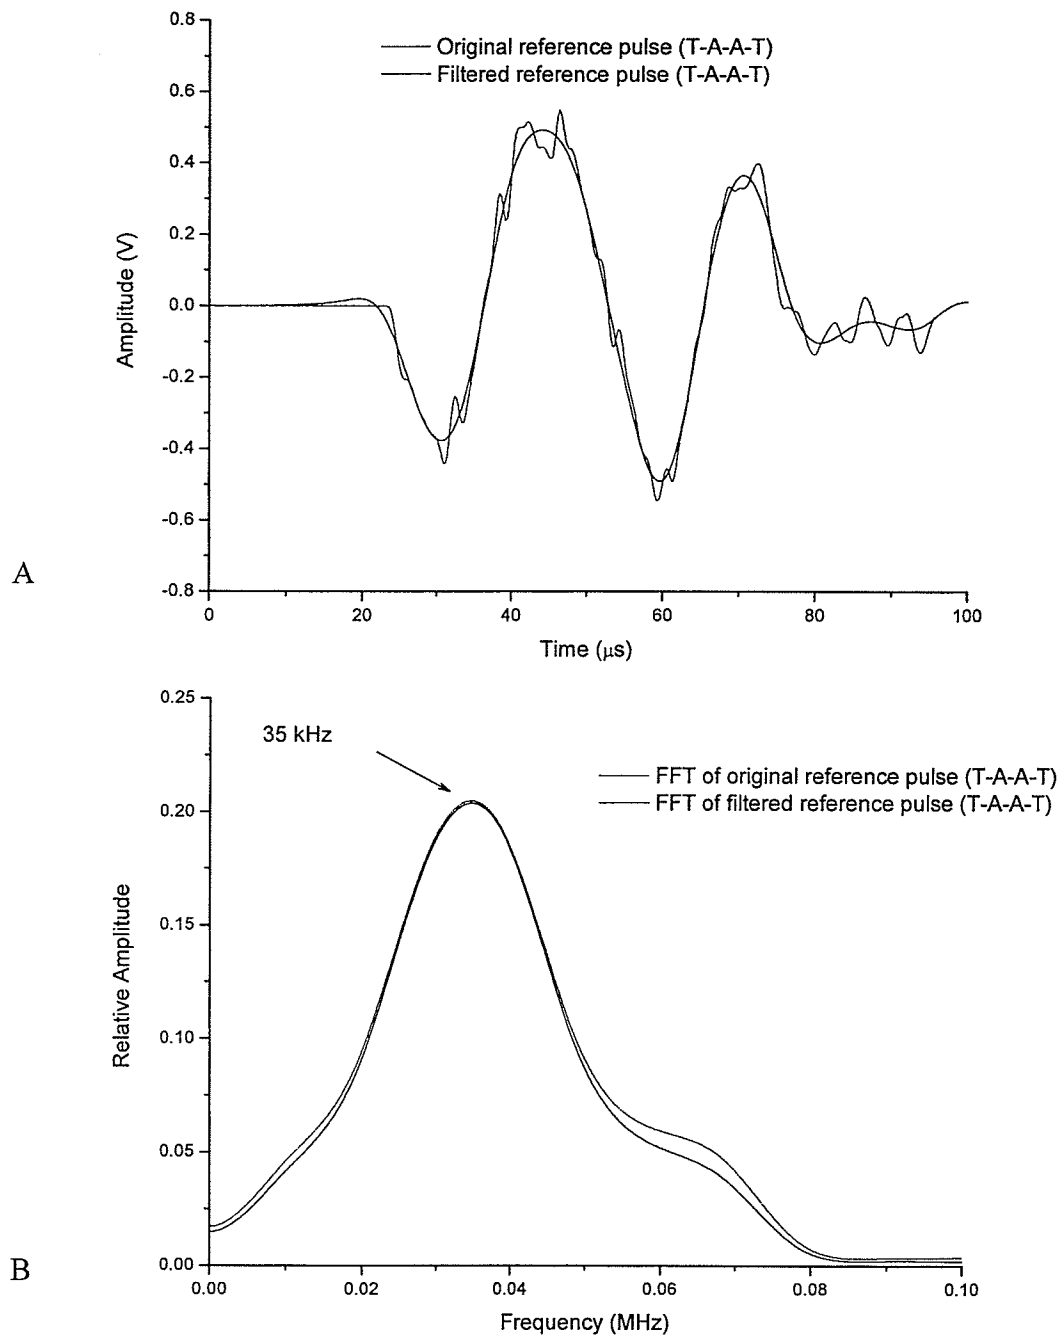 0.8
0.6
0.4
0.2
0.0
-0.2
-0.4
-0.6
-0.8
Amplitude (V)
Original reference pulse (T-A-A-T)
Filtered reference pulse (T-A-A-T)
A
0
20
40
60
80
100
Time (μs)
0.25
0.20
0.15
0.10
0.05
0.00
Relative Amplitude
35 kHz
FFT of original reference pulse (T-A-A-T)
FFT of filtered reference pulse (T-A-A-T)
B
0.00
0.02
0.04
0.06
0.08
0.10
Frequency (MHz)